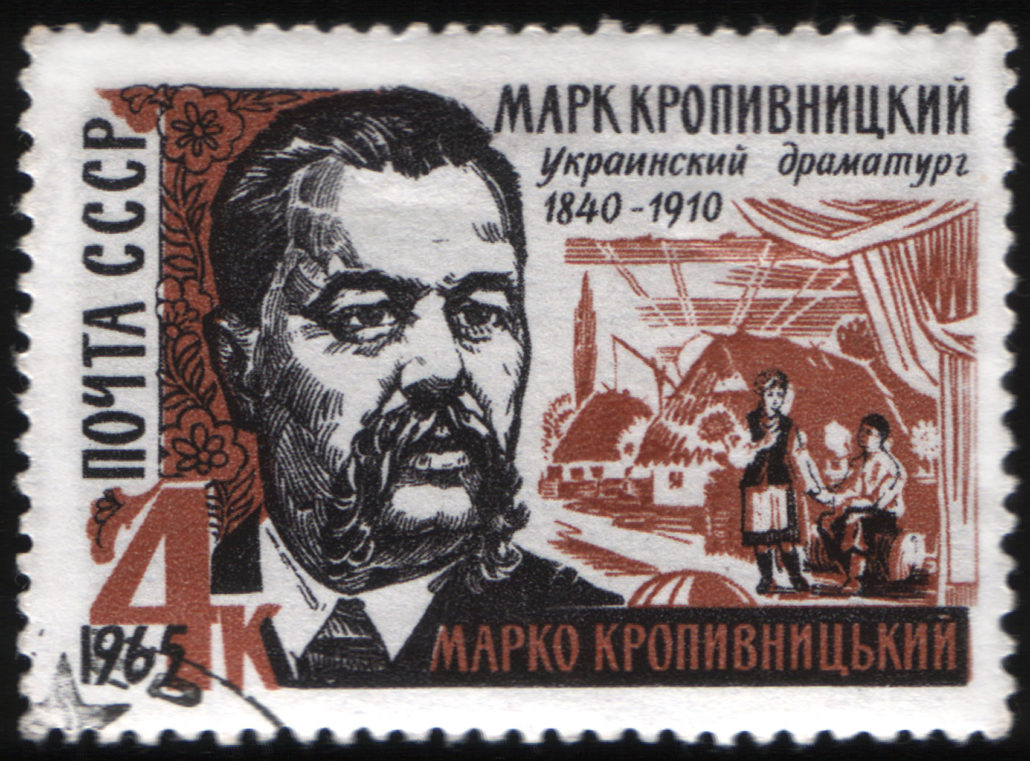 МАРК КРОПИВНИЦКИЙ
Украинский драматург
1840-1910
ПОЧТА СССР
4К
1965
МАРКО КРОПИВНИЦЬКИЙ